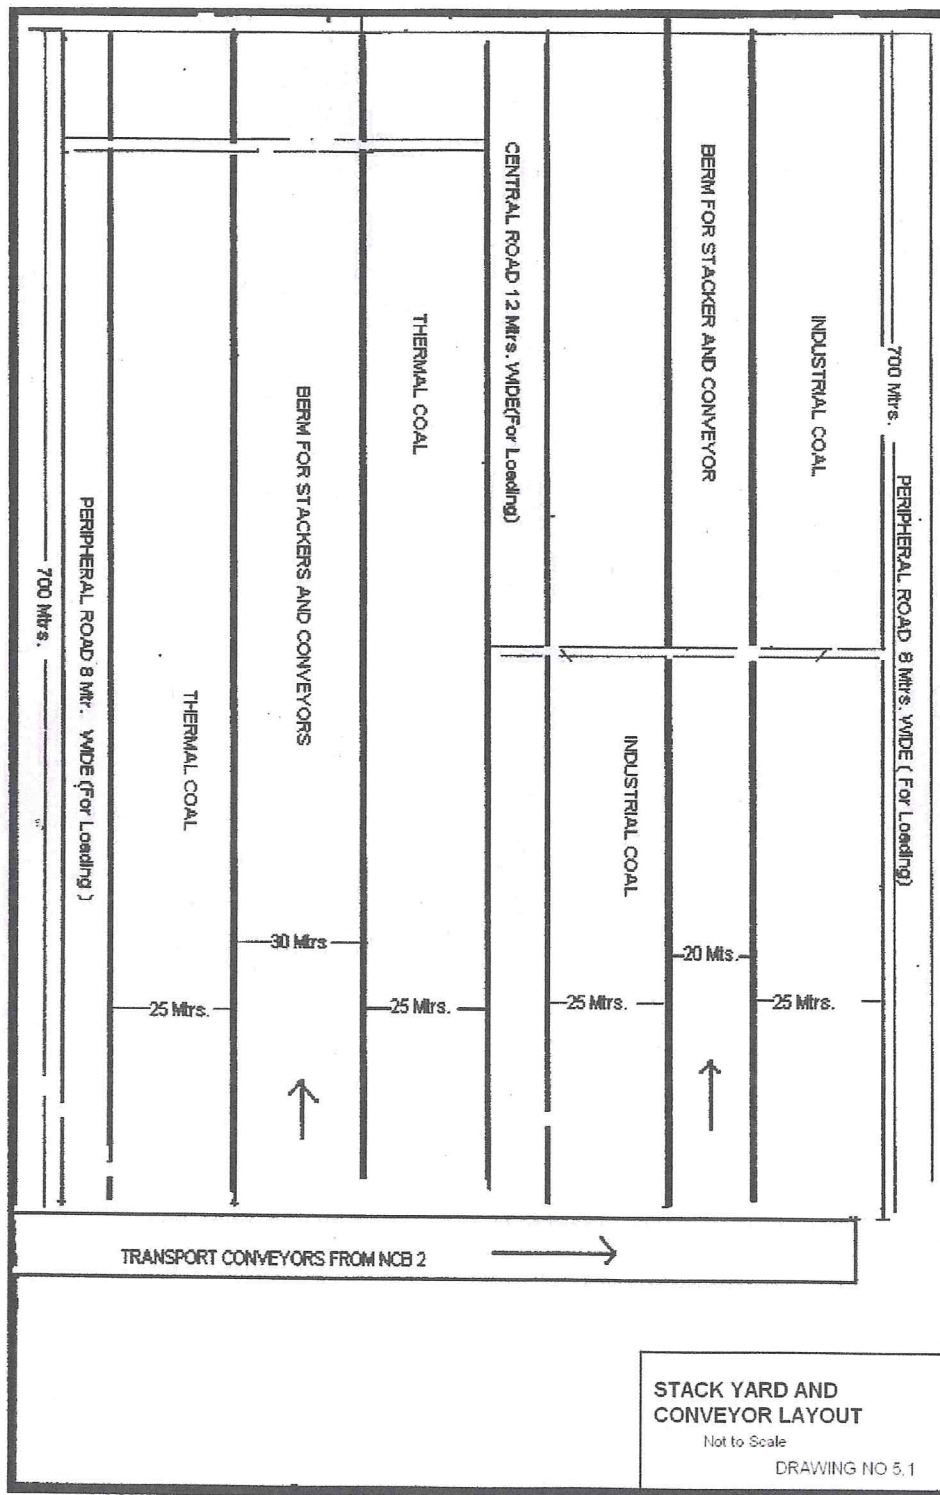 700 Mtrs.
PERIPHERAL ROAD 8 Mtr. WIDE (For Loading )
THERMAL COAL
BERM FOR STACKERS AND CONVEYORS
THERMAL COAL
CENTRAL ROAD 12 Mtrs. WIDE(For Loading)
INDUSTRIAL COAL
BERM FOR STACKER AND CONVEYOR
INDUSTRIAL COAL
700 Mtrs.
PERIPHERAL ROAD 8 Mtrs. WIDE ( For Loading)
30 Mtrs
20 Mts.
25 Mtrs.
25 Mtrs.
25 Mtrs.
25 Mtrs.
TRANSPORT CONVEYORS FROM NCB 2
STACK YARD AND
CONVEYOR LAYOUT
Not to Scale
DRAWING NO 5.1